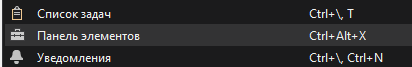 Список задач Ctrl+\, T
Панель элементов Ctrl+Alt+X
Уведомления Ctrl+\, Ctrl+N